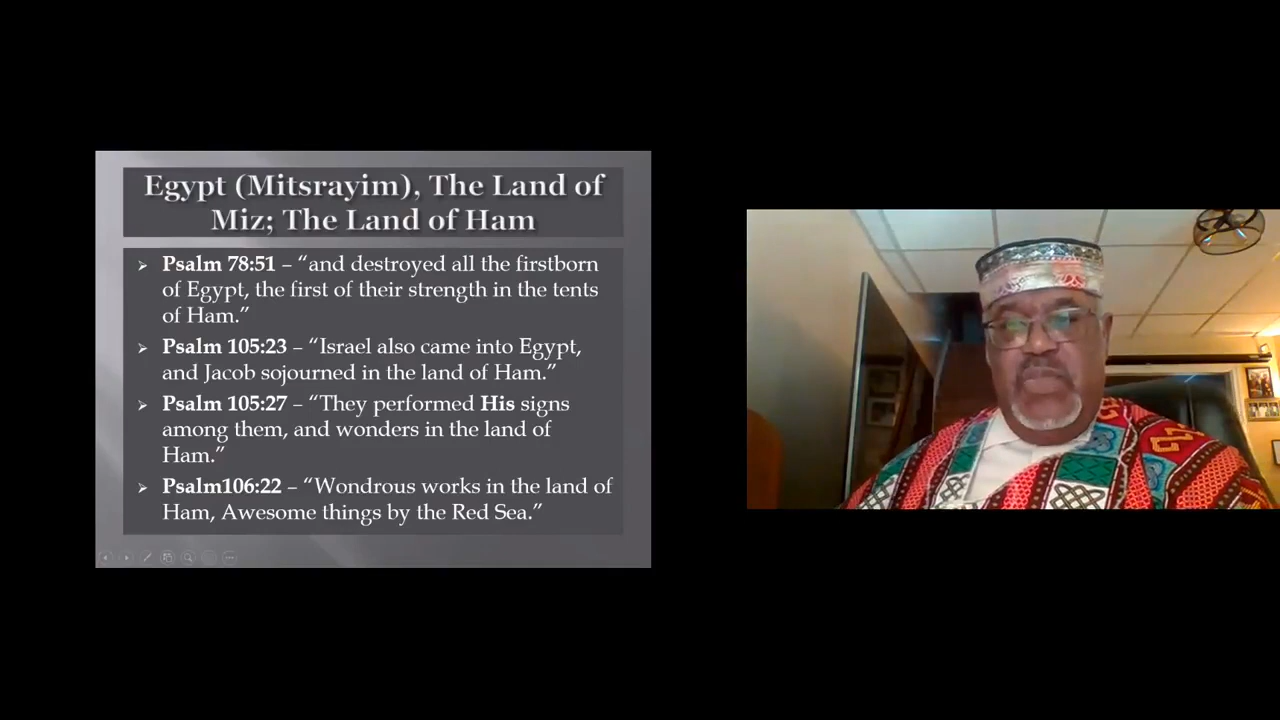 Egypt (Mitsrayim), The Land of
Miz; The Land of Ham
Psalm 78:51 – “and destroyed all the firstborn
of Egypt, the first of their strength in the tents
of Ham.”
Psalm 105:23 – “Israel also came into Egypt,
and Jacob sojourned in the land of Ham.”
Psalm 105:27 – “They performed His signs
among them, and wonders in the land of
Ham.”
Psalm106:22 – “Wondrous works in the land of
Ham, Awesome things by the Red Sea.”